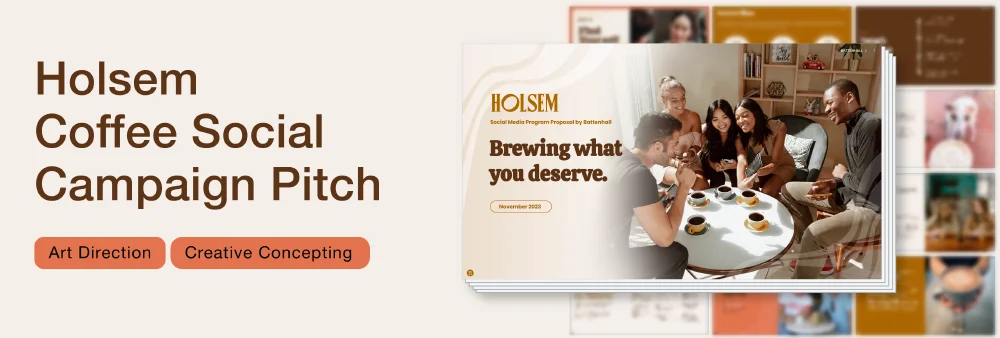 Holsem
Coffee Social
Campaign Pitch
Art Direction
Creative Concepting
HOLSEM
Social Media Program Proposal by Battenhall
Brewing what
you deserve.
November 2023
BATTENHALL